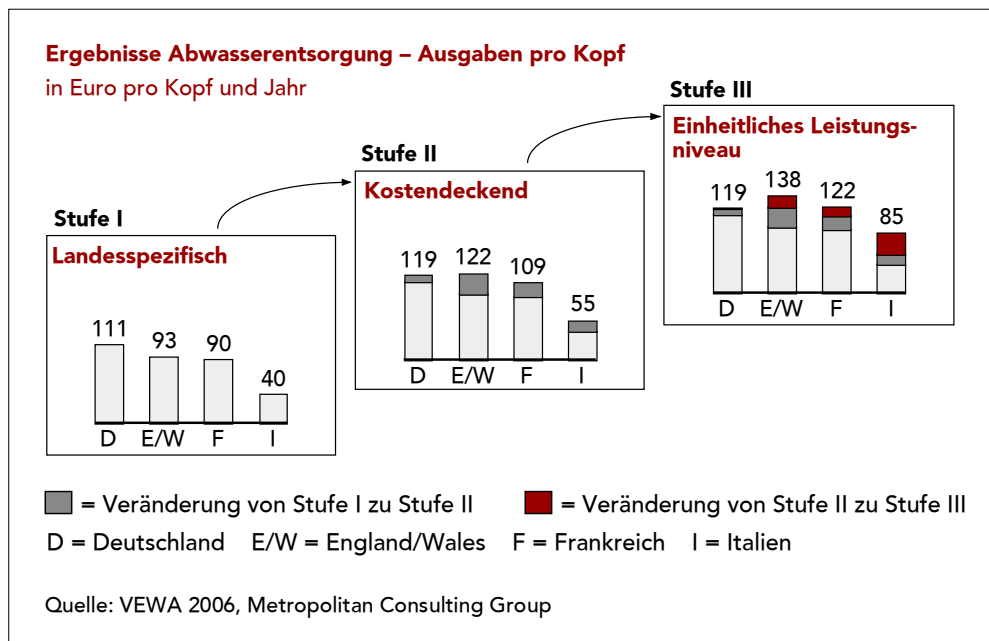 Ergebnisse Abwasserentsorgung – Ausgaben pro Kopf
in Euro pro Kopf und Jahr
Stufe I
Landesspezifisch
111 93 90 40
D E/W F I
Stufe II
Kostendeckend
119 122 109 55
D E/W F I
Stufe III
Einheitliches Leistungs-
niveau
119 138 122 85
D E/W F I
= Veränderung von Stufe I zu Stufe II = Veränderung von Stufe II zu Stufe III
D = Deutschland E/W = England/Wales F = Frankreich I = Italien
Quelle: VEWA 2006, Metropolitan Consulting Group